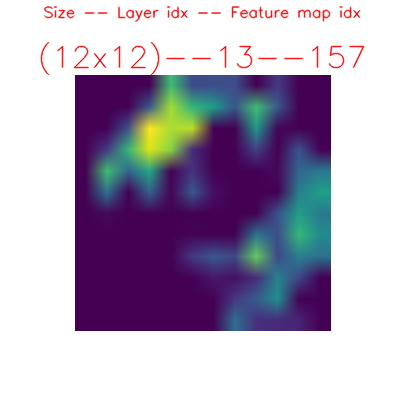 Size -- Layer idx -- Feature map idx
(12x12)--13--157